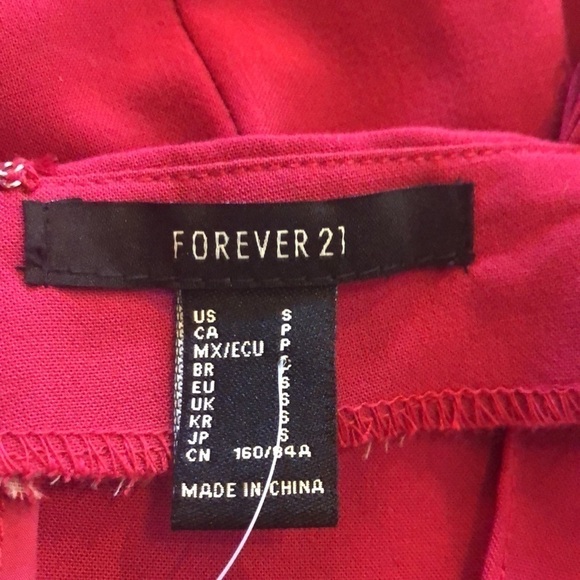 FOREVER 21
US S
CA P
MX/ECU P
BR
EU S
UK S
KR S
JP S
CN 160/84A
MADE IN CHINA